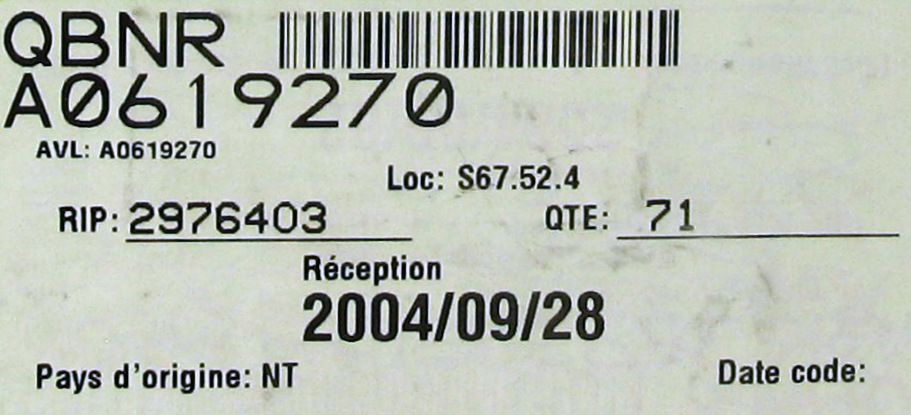 QBNR
A0619270
AVL: A0619270
Loc: S67.52.4
RIP: 2976403 QTE: 71
Réception
2004/09/28
Pays d'origine: NT Date code: